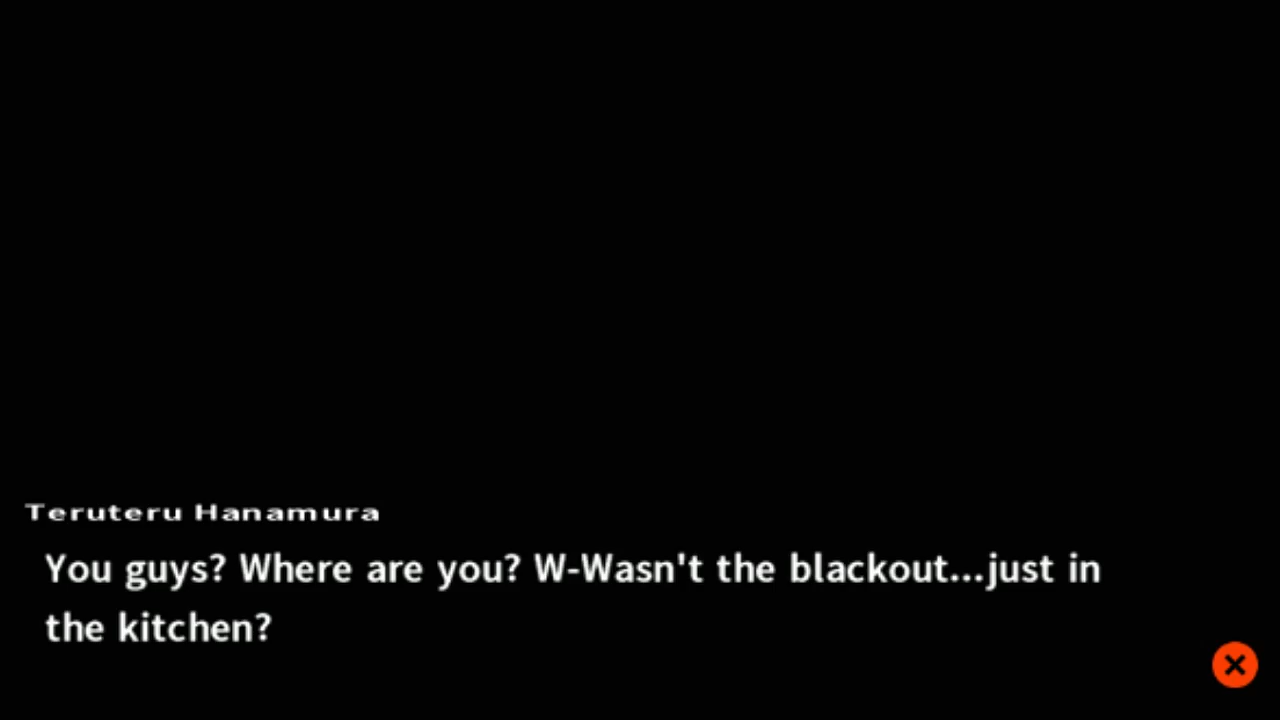 Teruteru Hanamura
You guys? Where are you? W-Wasn't the blackout...just in
the kitchen?